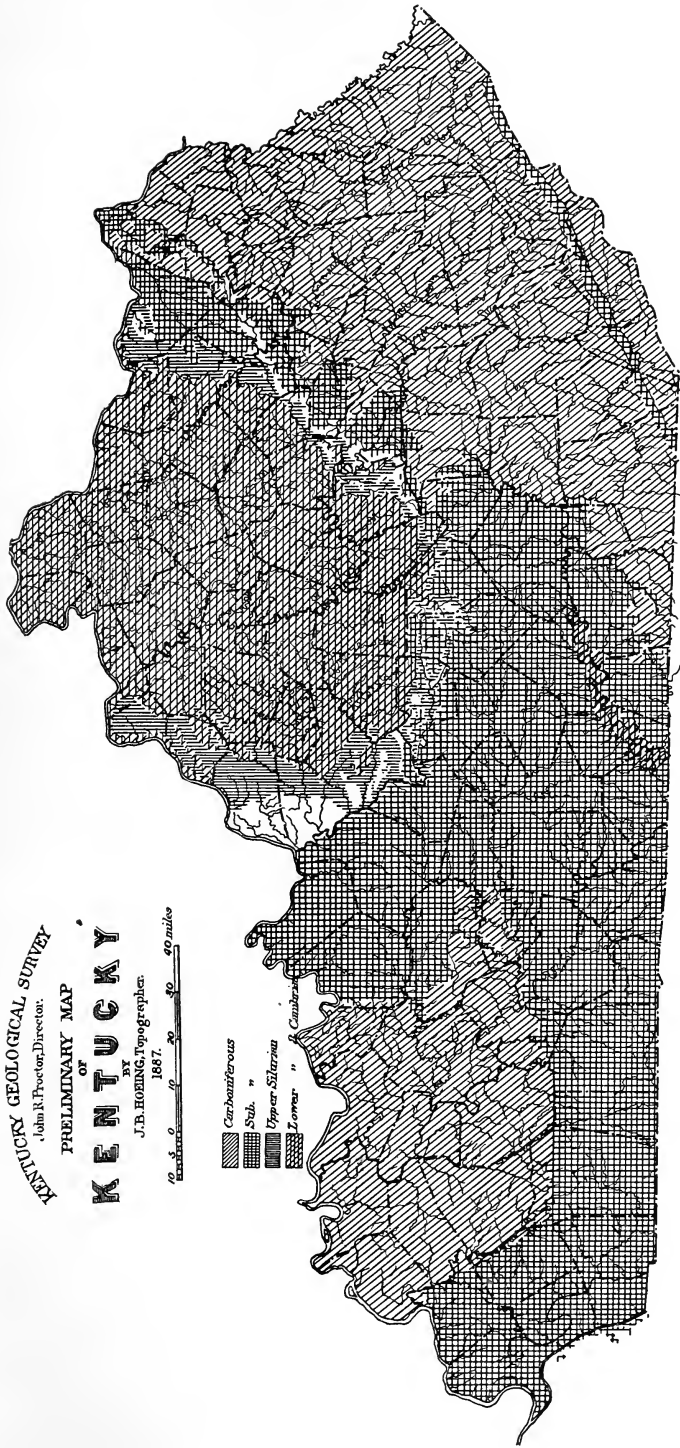 KENTUCKY GEOLOGICAL SURVEY
John R. Proctor, Director.
PRELIMINARY MAP
OF
KENTUCKY
BY
J.B. HOEING, Topographer.
1887.
10 5 0 10 20 30 40 miles
Carboniferous
Sub. "
Upper Silurian
Lower " & Cambrian